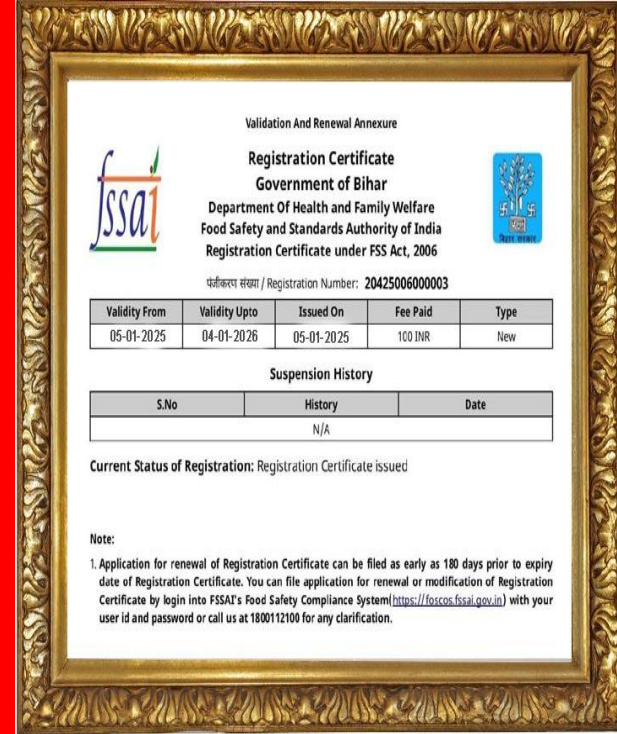 Validation And Renewal Annexure
fssai
Registration Certificate
Government of Bihar
Department Of Health and Family Welfare
Food Safety and Standards Authority of India
Registration Certificate under FSS Act, 2006
बिहार सरकार
पंजीकरण संख्या / Registration Number: 20425006000003
Validity From Validity Upto Issued On Fee Paid Type
05-01-2025 04-01-2026 05-01-2025 100 INR New
Suspension History
S.No History Date
N/A
Current Status of Registration: Registration Certificate issued
Note:
1. Application for renewal of Registration Certificate can be filed as early as 180 days prior to expiry
date of Registration Certificate. You can file application for renewal or modification of Registration
Certificate by login into FSSAI's Food Safety Compliance System(https://foscos.fssai.gov.in) with your
user id and password or call us at 1800112100 for any clarification.